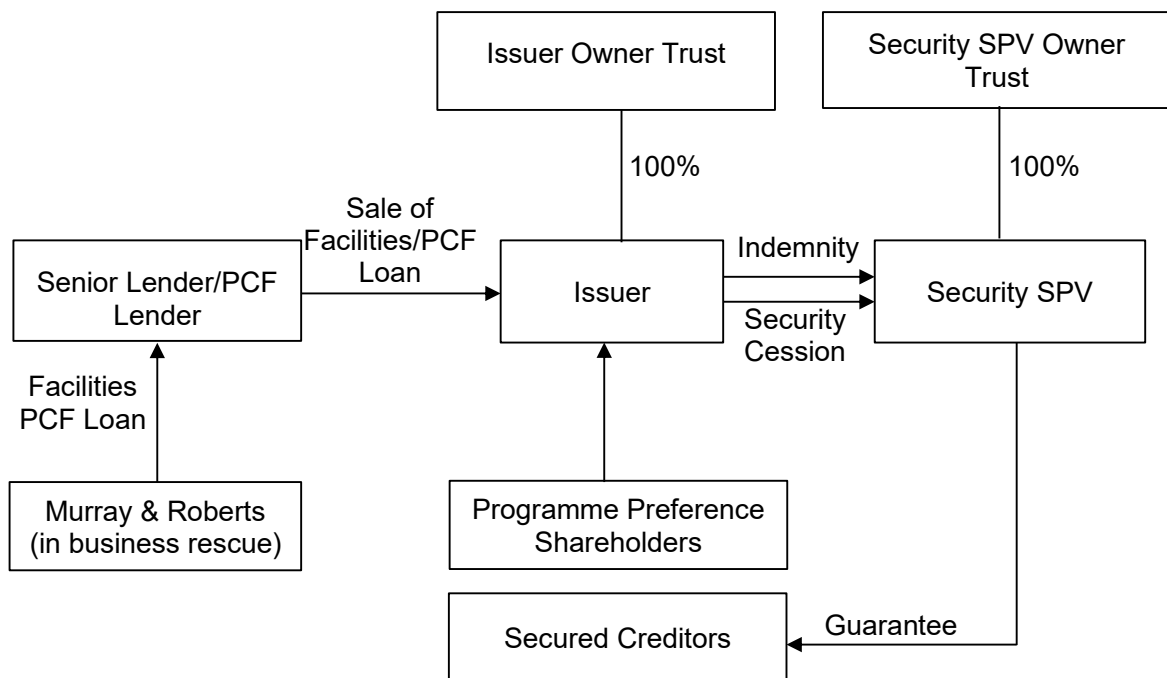 Issuer Owner Trust
Security SPV Owner
Trust
100%
100%
Sale of
Facilities/PCF
Loan
Senior Lender/PCF
Lender
Issuer
Indemnity
Security
Cession
Security SPV
Facilities
PCF Loan
Murray & Roberts
(in business rescue)
Programme Preference
Shareholders
Secured Creditors
Guarantee